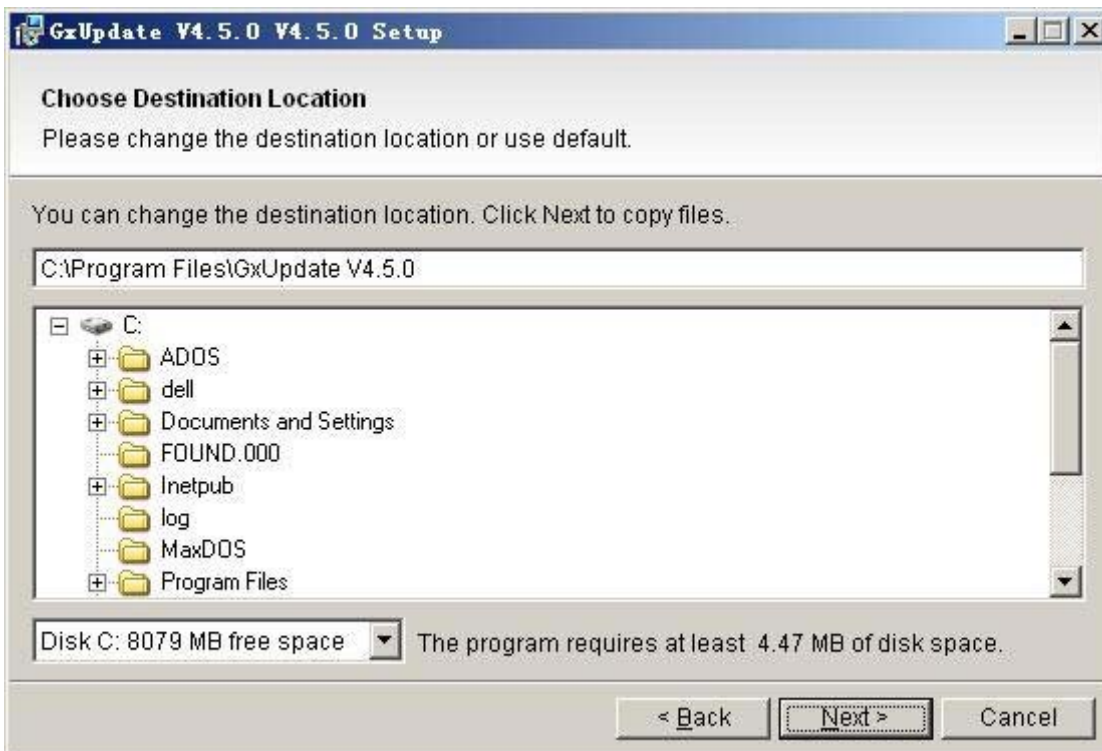 GxUpdate V4.5.0 V4.5.0 Setup
Choose Destination Location
Please change the destination location or use default.
You can change the destination location. Click Next to copy files.
C:\Program Files\GxUpdate V4.5.0
C:
ADOS
dell
Documents and Settings
FOUND.000
Inetpub
log
MaxDOS
Program Files
Disk C: 8079 MB free space The program requires at least 4.47 MB of disk space.
< Back Next > Cancel